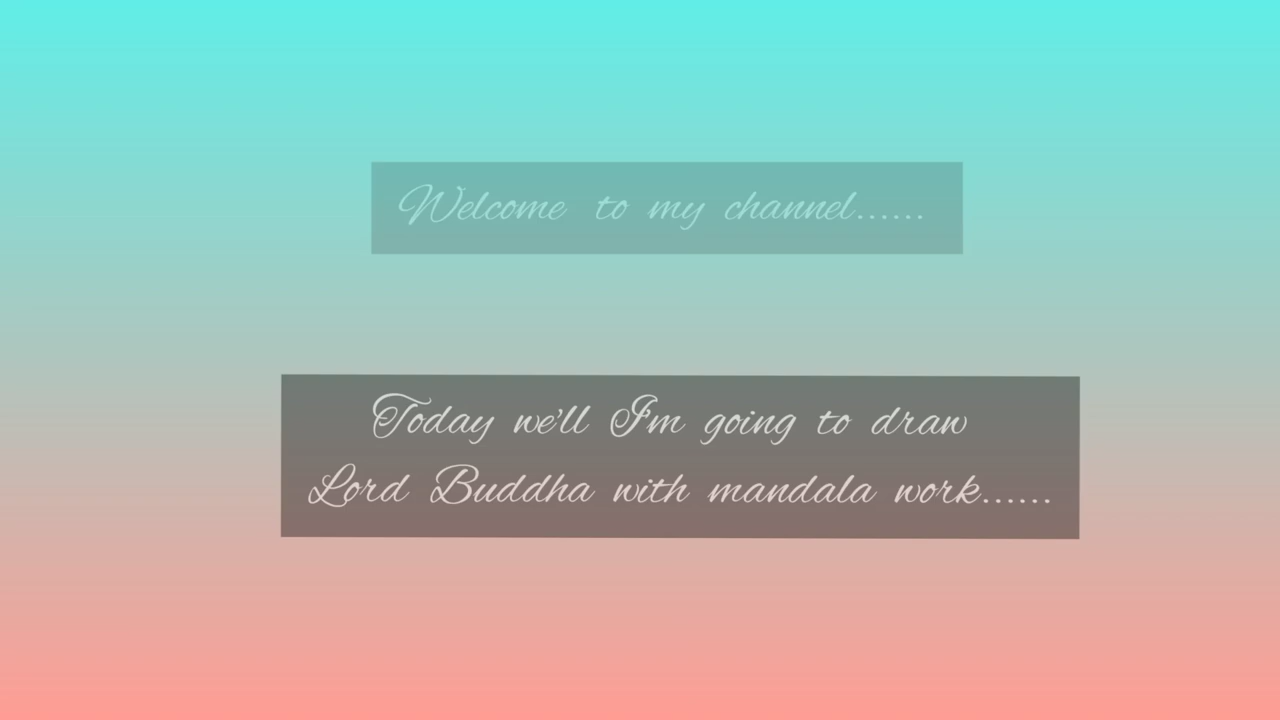 Welcome to my channel......
Today we'll I'm going to draw
Lord Buddha with mandala work......